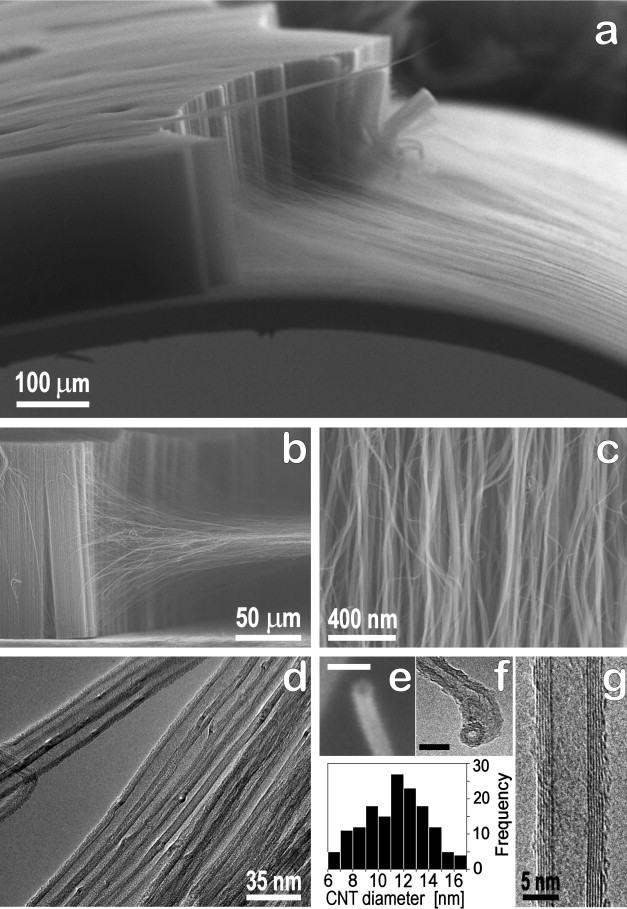 a
100 μm
b
50 μm
c
400 nm
d
35 nm
e
f
g
5 nm
30
20
10
0
Frequency
6 8 10 12 14 16
CNT diameter [nm]